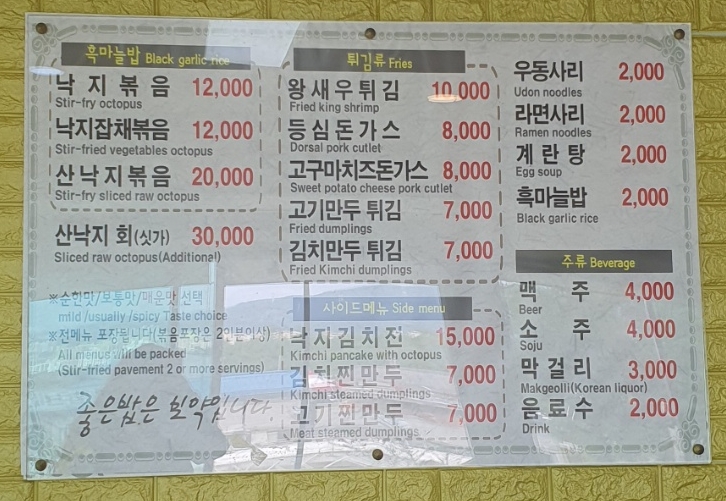 흑마늘밥 Black garlic rice
낙지볶음 12,000
Stir-fry octopus
낙지잡채볶음 12,000
Stir-fried vegetables octopus
산낙지볶음 20,000
Stir-fry sliced raw octopus
산낙지 회(싯가) 30,000
Sliced raw octopus(Additional)
※순한맛/보통맛/매운맛 선택
mild /usually /spicy Taste choice
※전메뉴 포장됩니다(볶음포장은 2인분이상)
All menus will be packed
(Stir-fried pavement 2 or more servings)
좋은밥은 보약입니다.
튀김류 Fries
왕새우튀김 10,000
Fried king shrimp
등심돈가스 8,000
Dorsal pork cutlet
고구마치즈돈가스 8,000
Sweet potato cheese pork cutlet
고기만두 튀김 7,000
Fried dumplings
김치만두 튀김 7,000
Fried Kimchi dumplings
사이드메뉴 Side menu
낙지김치전 15,000
Kimchi pancake with octopus
김치찐만두 7,000
Kimchi steamed dumplings
고기찐만두 7,000
Meat steamed dumplings
우동사리 2,000
Udon noodles
라면사리 2,000
Ramen noodles
계란탕 2,000
Egg soup
흑마늘밥 2,000
Black garlic rice
주류 Beverage
맥주 4,000
Beer
소주 4,000
Soju
막걸리 3,000
Makgeolli(Korean liquor)
음료수 2,000
Drink